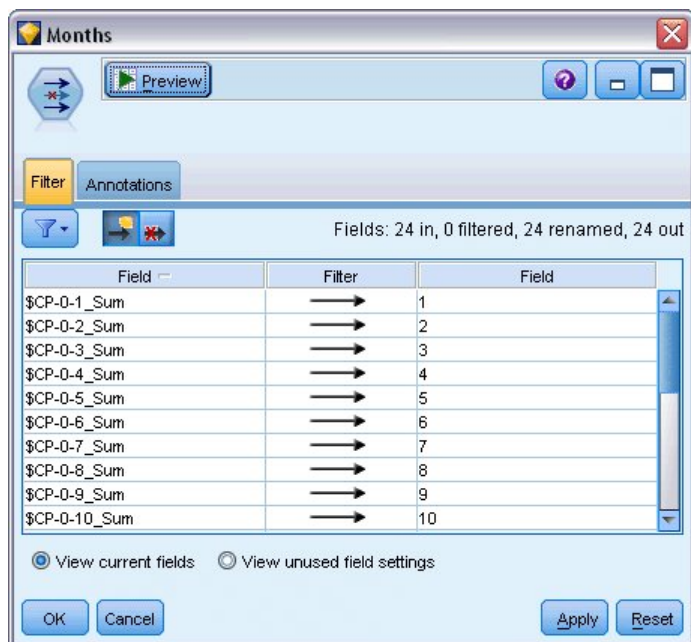 Months
Preview
Filter Annotations
Fields: 24 in, 0 filtered, 24 renamed, 24 out
Field Filter Field
$CP-0-1_Sum 1
$CP-0-2_Sum 2
$CP-0-3_Sum 3
$CP-0-4_Sum 4
$CP-0-5_Sum 5
$CP-0-6_Sum 6
$CP-0-7_Sum 7
$CP-0-8_Sum 8
$CP-0-9_Sum 9
$CP-0-10_Sum 10
View current fields View unused field settings
OK Cancel Apply Reset